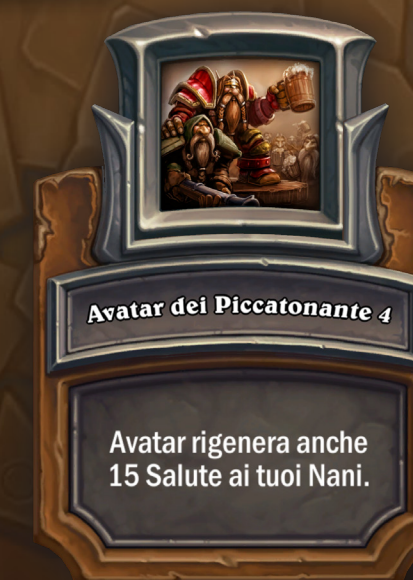 Avatar dei Piccatonante 4
Avatar rigenera anche
15 Salute ai tuoi Nani.